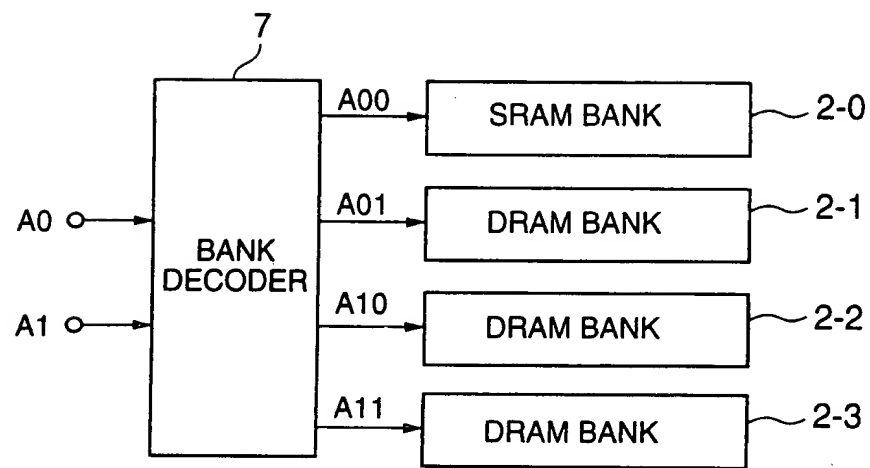 7
A00
SRAM BANK
2-0
A0
A01
DRAM BANK
2-1
BANK
DECODER
A1
A10
DRAM BANK
2-2
A11
DRAM BANK
2-3